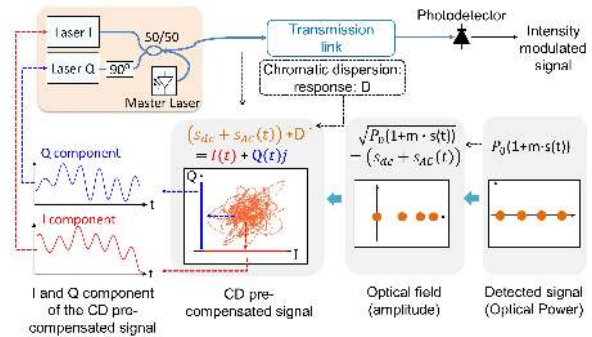 Laser I
50/50
Laser Q
90°
Master Laser
Transmission
link
Chromatic dispersion:
response: D
Photodetector
Intensity
modulated
signal
Q component
t
I component
t
(s_dc + s_AC(t)) *D
= I(t) + Q(t)j
Q
I
√P₀(1+m · s(t))
= (s_dc + s_AC(t))
P₀(1+m·s(t))
I and Q component
of the CD pre-
compensated signal
CD pre-
compensated signal
Optical field
(amplitude)
Detected signal
(Optical Power)